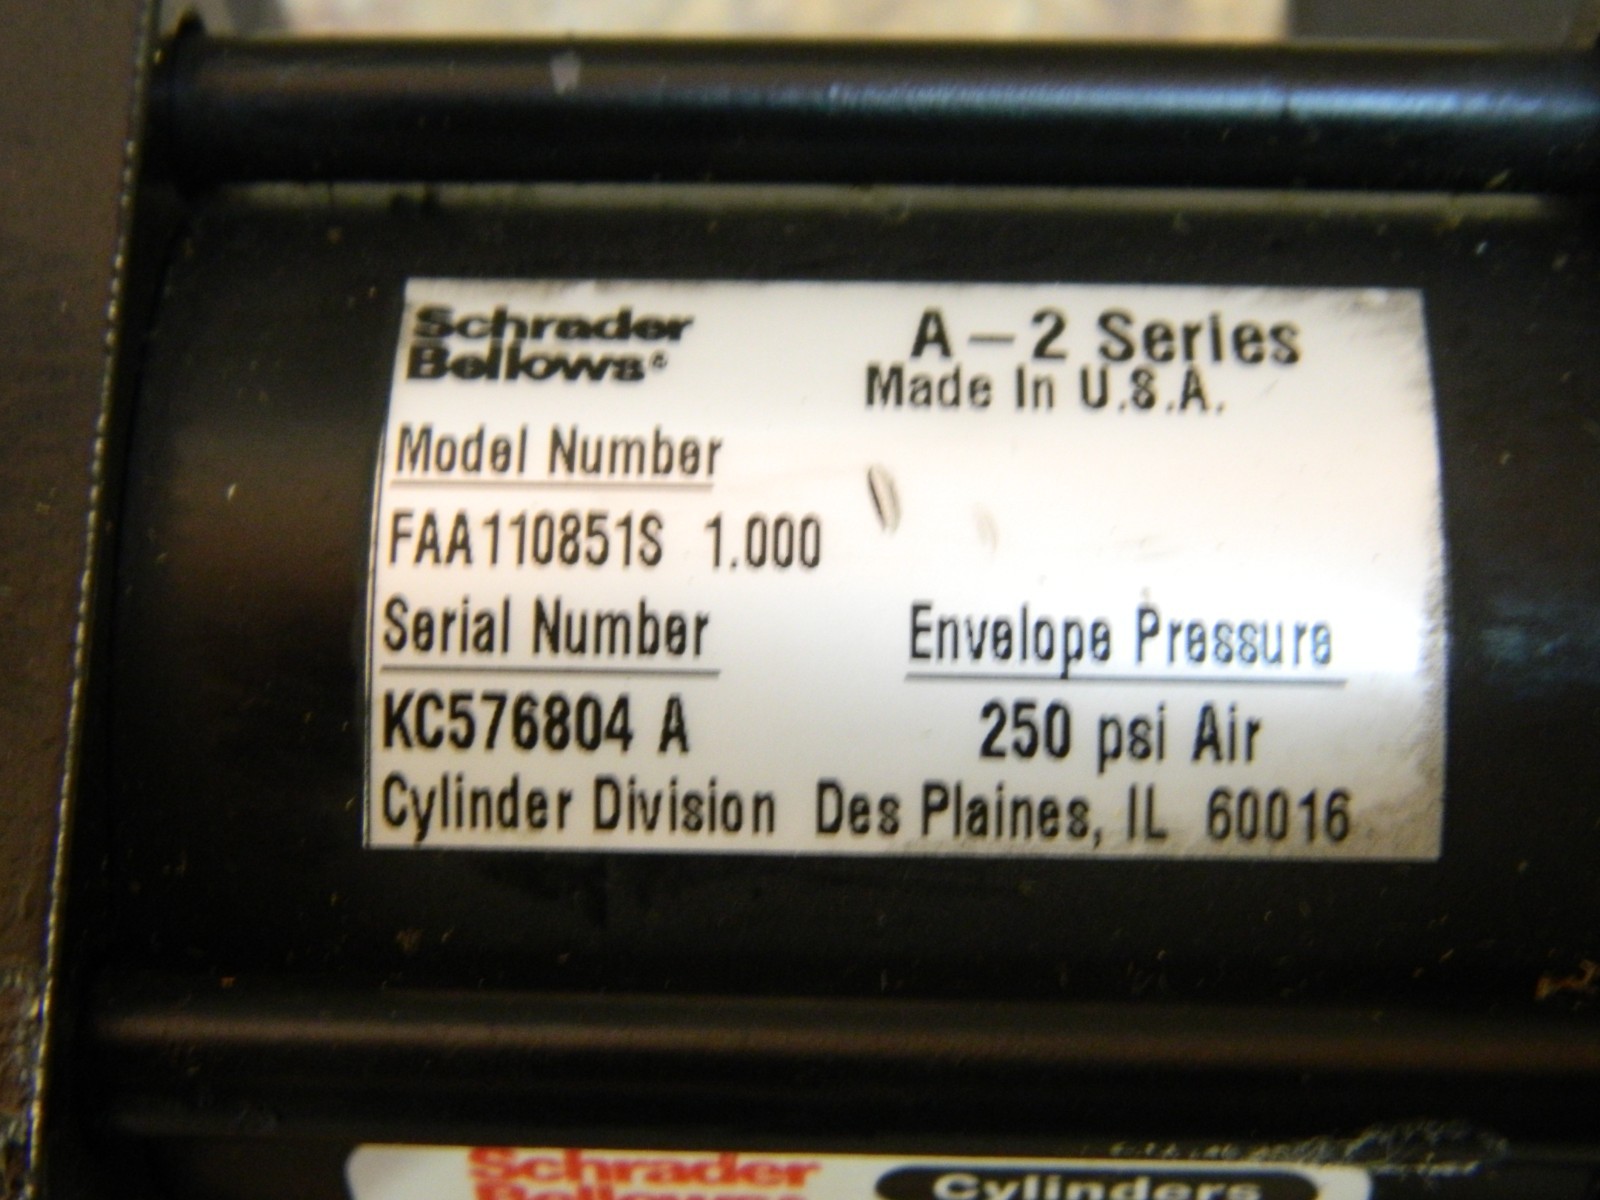 Schrader
Bellows®
A-2 Series
Made In U.S.A.
Model Number
FAA110851S 1.000
Serial Number
KC576804 A
Envelope Pressure
250 psi Air
Cylinder Division Des Plaines, IL 60016
Schrader
Bellows
Cylinders